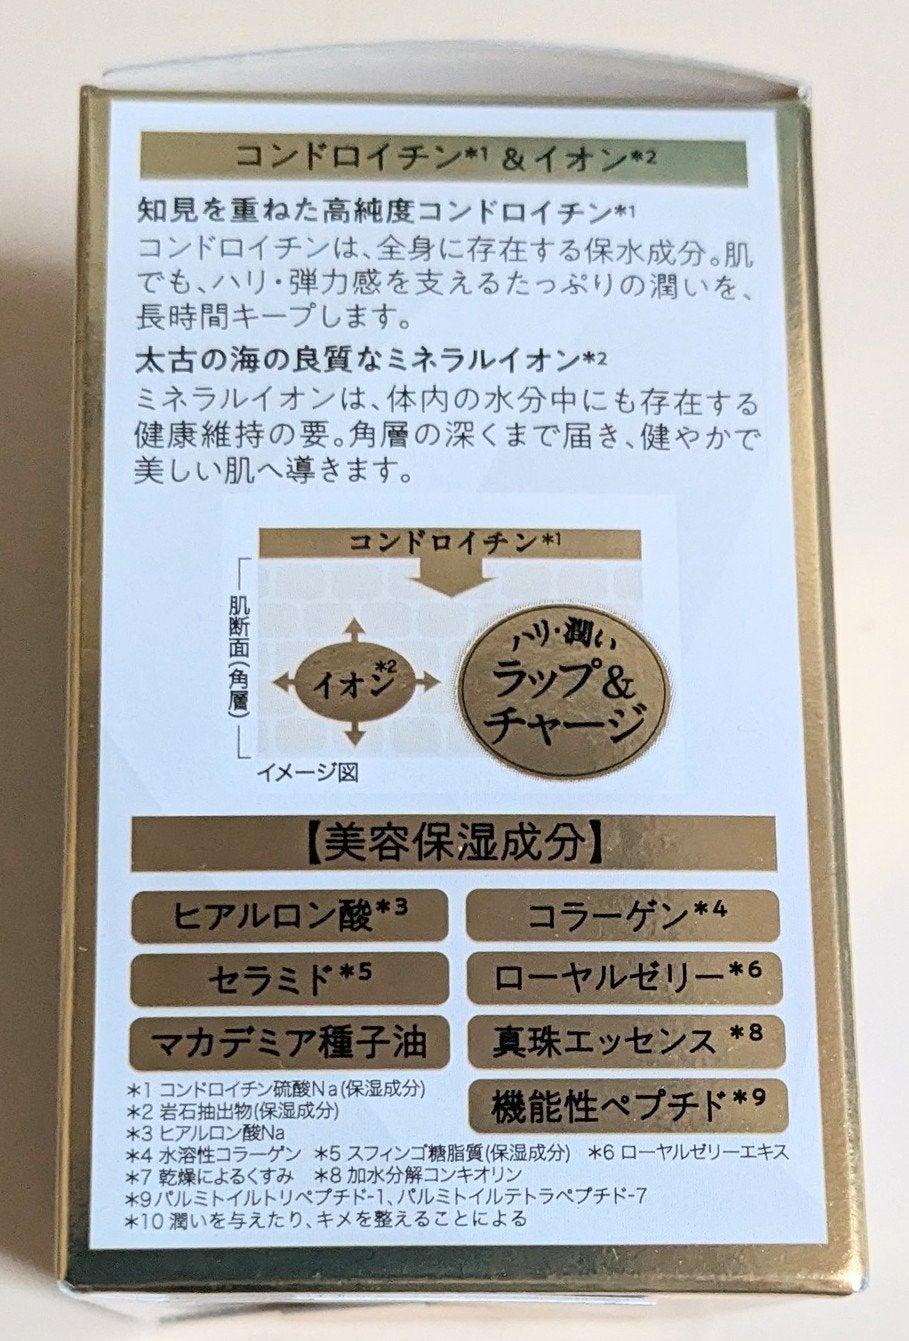 コンドロイチン*1 & イオン*2
知見を重ねた高純度コンドロイチン*1
コンドロイチンは、全身に存在する保水成分。肌
でも、ハリ・弾力感を支えるたっぷりの潤いを、
長時間キープします。
太古の海の良質なミネラルイオン*2
ミネラルイオンは、体内の水分中にも存在する
健康維持の要。角層の深くまで届き、健やかで
美しい肌へ導きます。
コンドロイチン*1
肌断面(角層)
イオン*2
ハリ・潤い
ラップ&
チャージ
イメージ図
【美容保湿成分】
ヒアルロン酸*3
コラーゲン*4
セラミド*5
ローヤルゼリー*6
マカデミア種子油
真珠エッセンス*8
機能性ペプチド*9
*1 コンドロイチン硫酸Na(保湿成分)
*2 岩石抽出物(保湿成分)
*3 ヒアルロン酸Na
*4 水溶性コラーゲン *5 スフィンゴ糖脂質(保湿成分) *6 ローヤルゼリーエキス
*7 乾燥によるくすみ *8 加水分解コンキオリン
*9 パルミトイルトリペプチド-1、パルミトイルテトラペプチド-7
*10 潤いを与えたり、キメを整えることによる